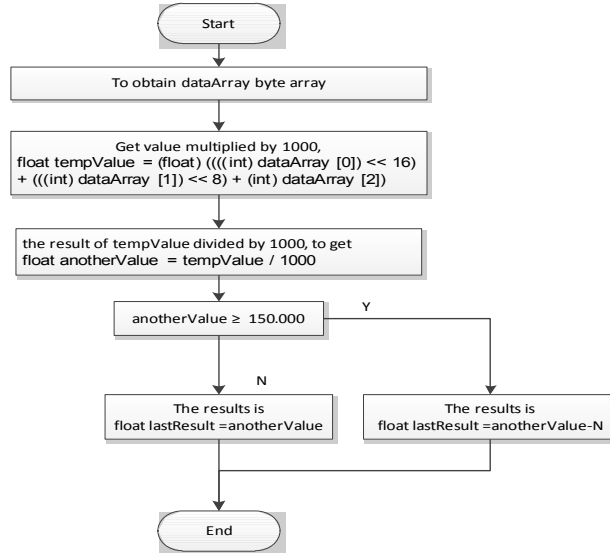 Start
To obtain dataArray byte array
Get value multiplied by 1000,
float tempValue = (float) ((((int) dataArray [0]) << 16)
+ (((int) dataArray [1]) << 8) + (int) dataArray [2])
the result of tempValue divided by 1000, to get
float anotherValue = tempValue / 1000
anotherValue ≥ 150.000
Y
N
The results is
float lastResult =anotherValue
The results is
float lastResult =anotherValue-N
End